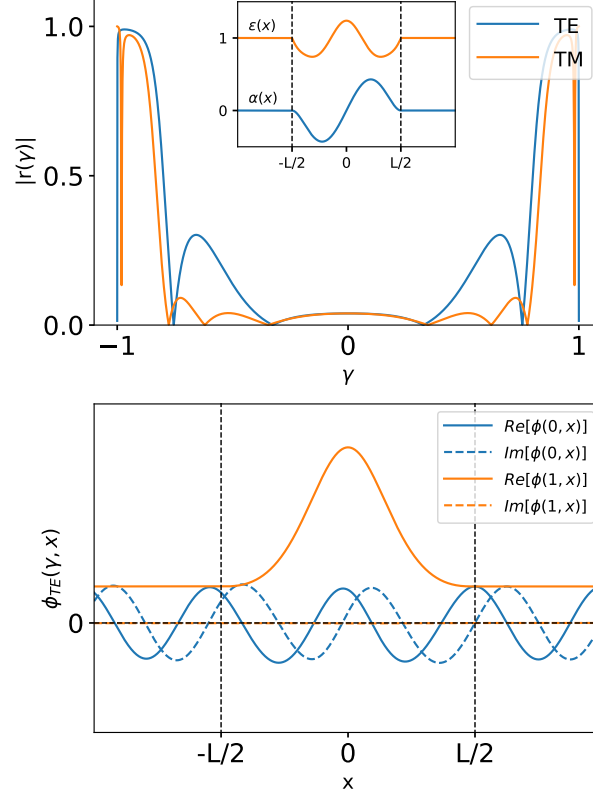 1.0
0.5
0.0
|r(γ)|
−1
0
1
γ
ε(x)
1
α(x)
0
-L/2
0
L/2
TE
TM
ϕ_TE(γ, x)
0
Re[ϕ(0, x)]
Im[ϕ(0, x)]
Re[ϕ(1, x)]
Im[ϕ(1, x)]
-L/2
0
L/2
x